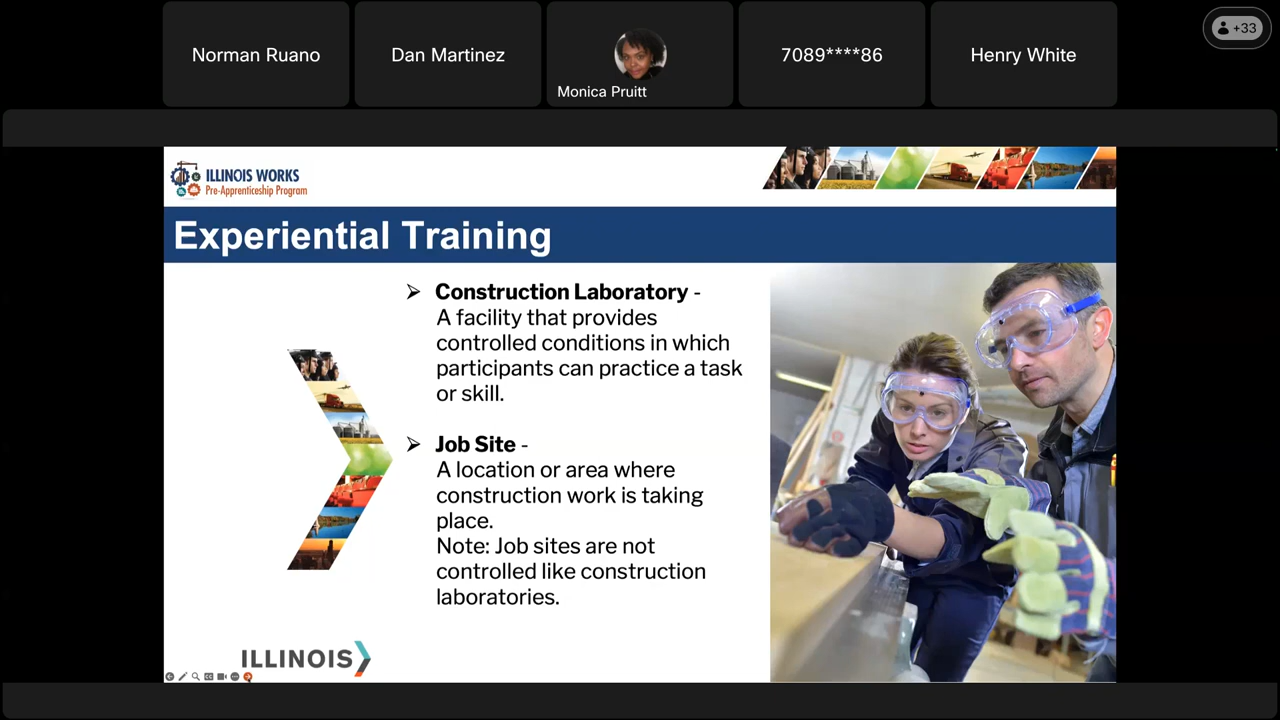 Norman Ruano
Dan Martinez
Monica Pruitt
7089****86
Henry White
+33
ILLINOIS WORKS
Pre-Apprenticeship Program
Experiential Training
Construction Laboratory -
A facility that provides
controlled conditions in which
participants can practice a task
or skill.
Job Site -
A location or area where
construction work is taking
place.
Note: Job sites are not
controlled like construction
laboratories.
ILLINOIS